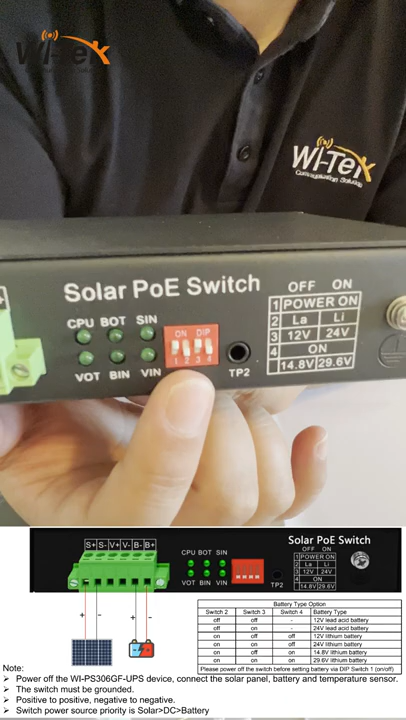 Wi-Tek
Wi-Tek
Communication Solution
Solar PoE Switch
OFF ON
CPU BOT SIN
ON DIP
1 2 3 4
VOT BIN VIN
TP2
1 POWER ON
2 La Li
3 12V 24V
4 ON
14.8V 29.6V
S+ S- V+ V- B- B+
CPU BOT SIN
VOT BIN VIN
TP2
Solar PoE Switch
OFF ON
1 POWER ON
2 La Li
3 12V 24V
4 ON
14.8V 29.6V
+ - + -
Battery Type Option
Switch 2 Switch 3 Switch 4 Battery Type
off off - 12V lead acid battery
off on - 24V lead acid battery
on off off 12V lithium battery
on on off 24V lithium battery
on off on 14.8V lithium battery
on on on 29.6V lithium battery
Please power off the switch before setting battery via DIP Switch 1 (on/off)
Note:
➢ Power off the WI-PS306GF-UPS device, connect the solar panel, battery and temperature sensor.
➢ The switch must be grounded.
➢ Positive to positive, negative to negative.
➢ Switch power source priority is Solar>DC>Battery